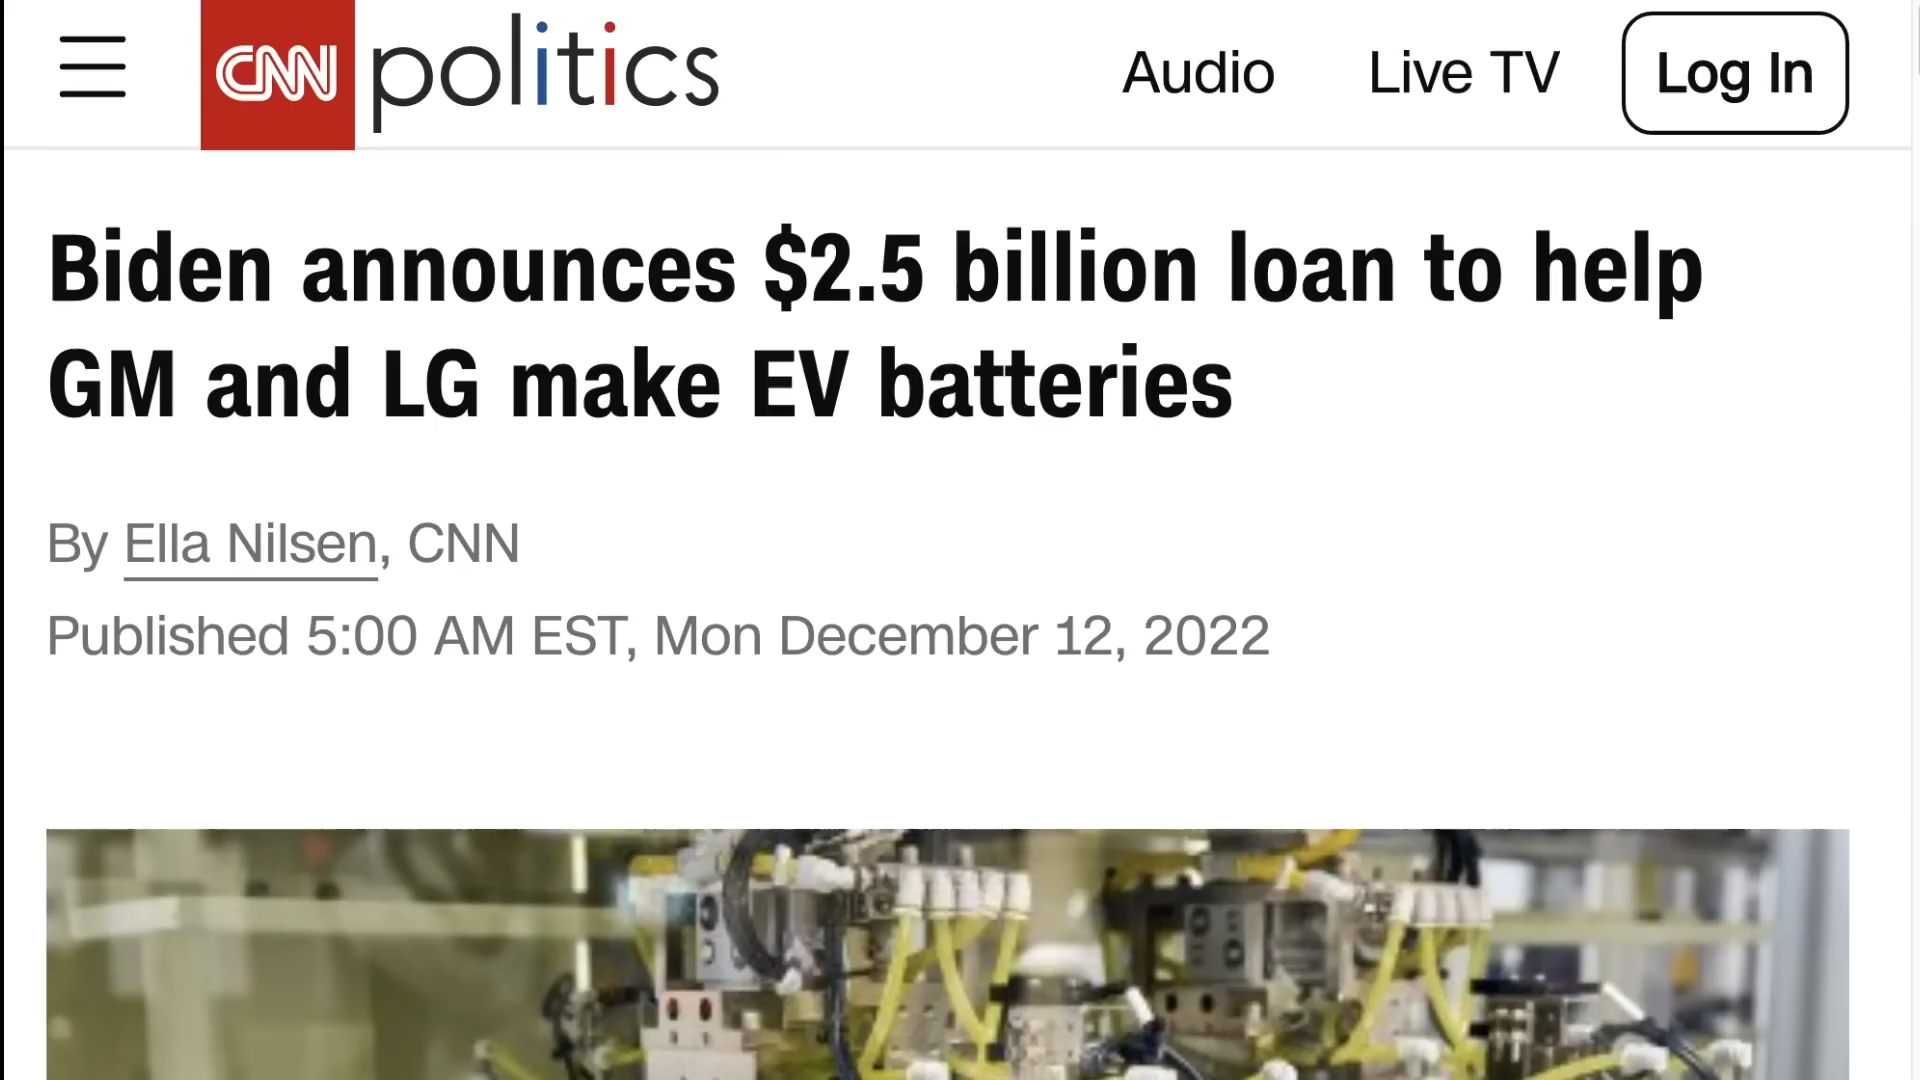 CNN politics
Audio
Live TV
Log In
Biden announces $2.5 billion loan to help
GM and LG make EV batteries
By Ella Nilsen, CNN
Published 5:00 AM EST, Mon December 12, 2022